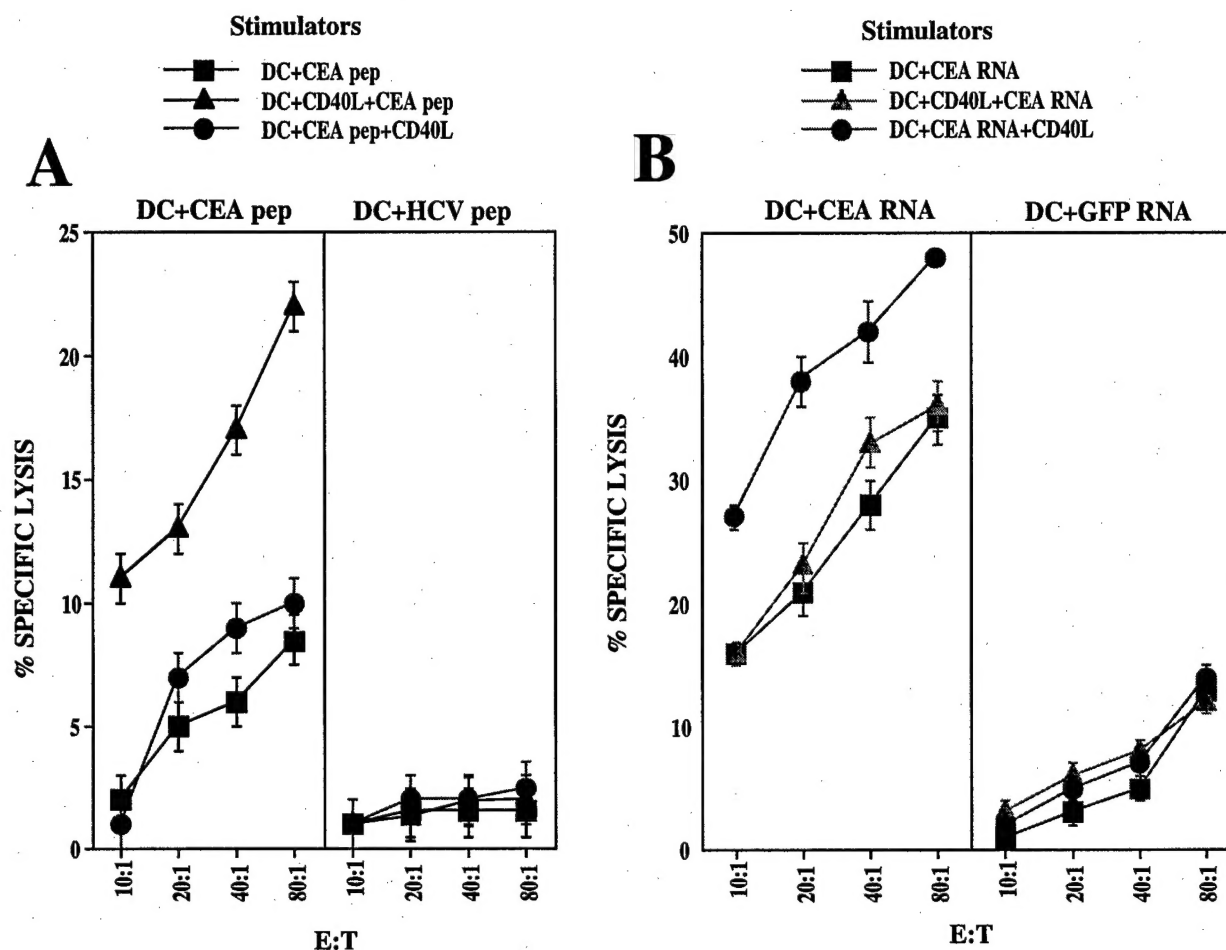 Stimulators
DC+CEA pep
DC+CD40L+CEA pep
DC+CEA pep+CD40L
A
DC+CEA pep
DC+HCV pep
25
20
15
10
5
0
% SPECIFIC LYSIS
10:1
20:1
40:1
80:1
10:1
20:1
40:1
80:1
E:T
Stimulators
DC+CEA RNA
DC+CD40L+CEA RNA
DC+CEA RNA+CD40L
B
DC+CEA RNA
DC+GFP RNA
50
40
30
20
10
0
% SPECIFIC LYSIS
10:1
20:1
40:1
80:1
10:1
20:1
40:1
80:1
E:T